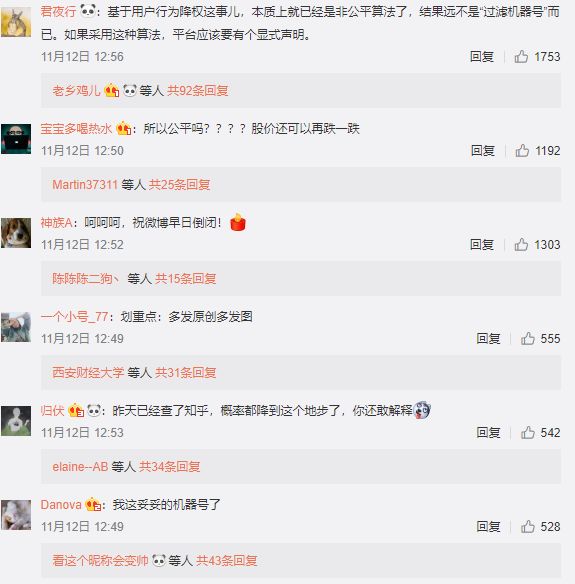 君夜行：基于用户行为降权这事儿，本质上就已经是非公平算法了，结果远不是“过滤机器号”而
已。如果采用这种算法，平台应该要有个显式声明。
11月12日 12:56 回复 1753
老乡鸡儿 等人 共92条回复
宝宝多喝热水：所以公平吗？？？？股价还可以再跌一跌
11月12日 12:50 回复 1192
Martin37311 等人 共25条回复
神族A：呵呵呵，祝微博早日倒闭！
11月12日 12:52 回复 1303
陈陈陈二狗丶 等人 共15条回复
一个小号_77：划重点：多发原创多发图
11月12日 12:49 回复 555
西安财经大学 等人 共31条回复
归伏：昨天已经查了知乎，概率都降到这个地步了，你还敢解释
11月12日 12:53 回复 542
elaine--AB 等人 共34条回复
Danova：我这妥妥的机器号了
11月12日 12:49 回复 528
看这个昵称会变帅 等人 共43条回复